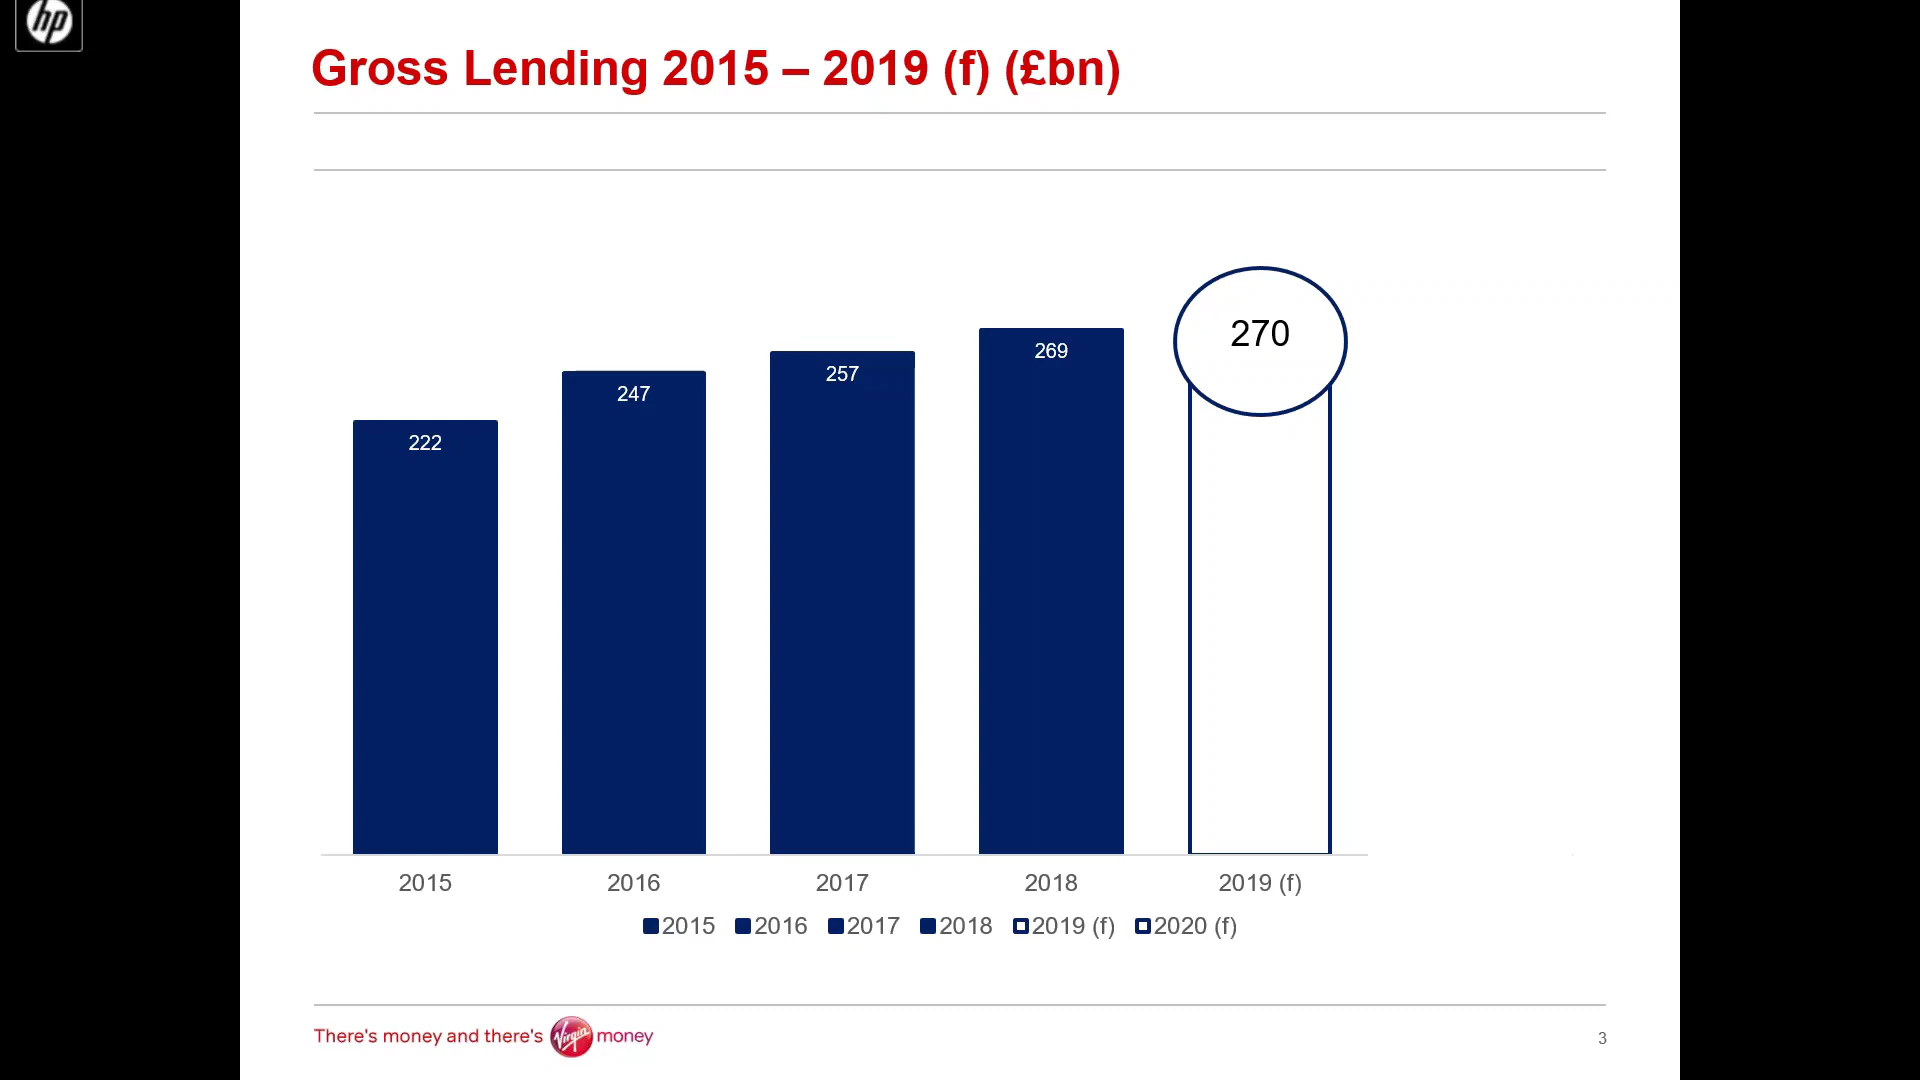 hp
Gross Lending 2015 – 2019 (f) (£bn)
222
247
257
269
270
2015
2016
2017
2018
2019 (f)
2015 2016 2017 2018 2019 (f) 2020 (f)
There's money and there's Virgin money
3